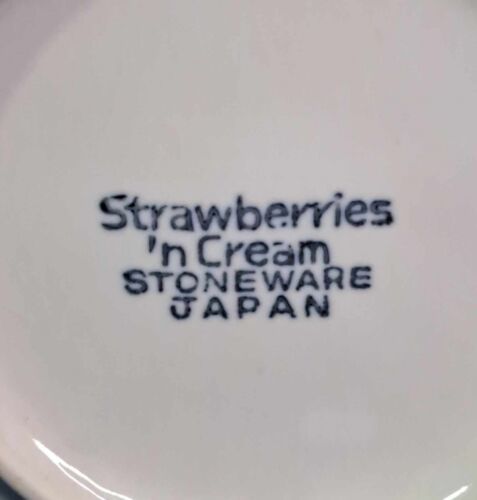 Strawberries
'n Cream
STONEWARE
JAPAN